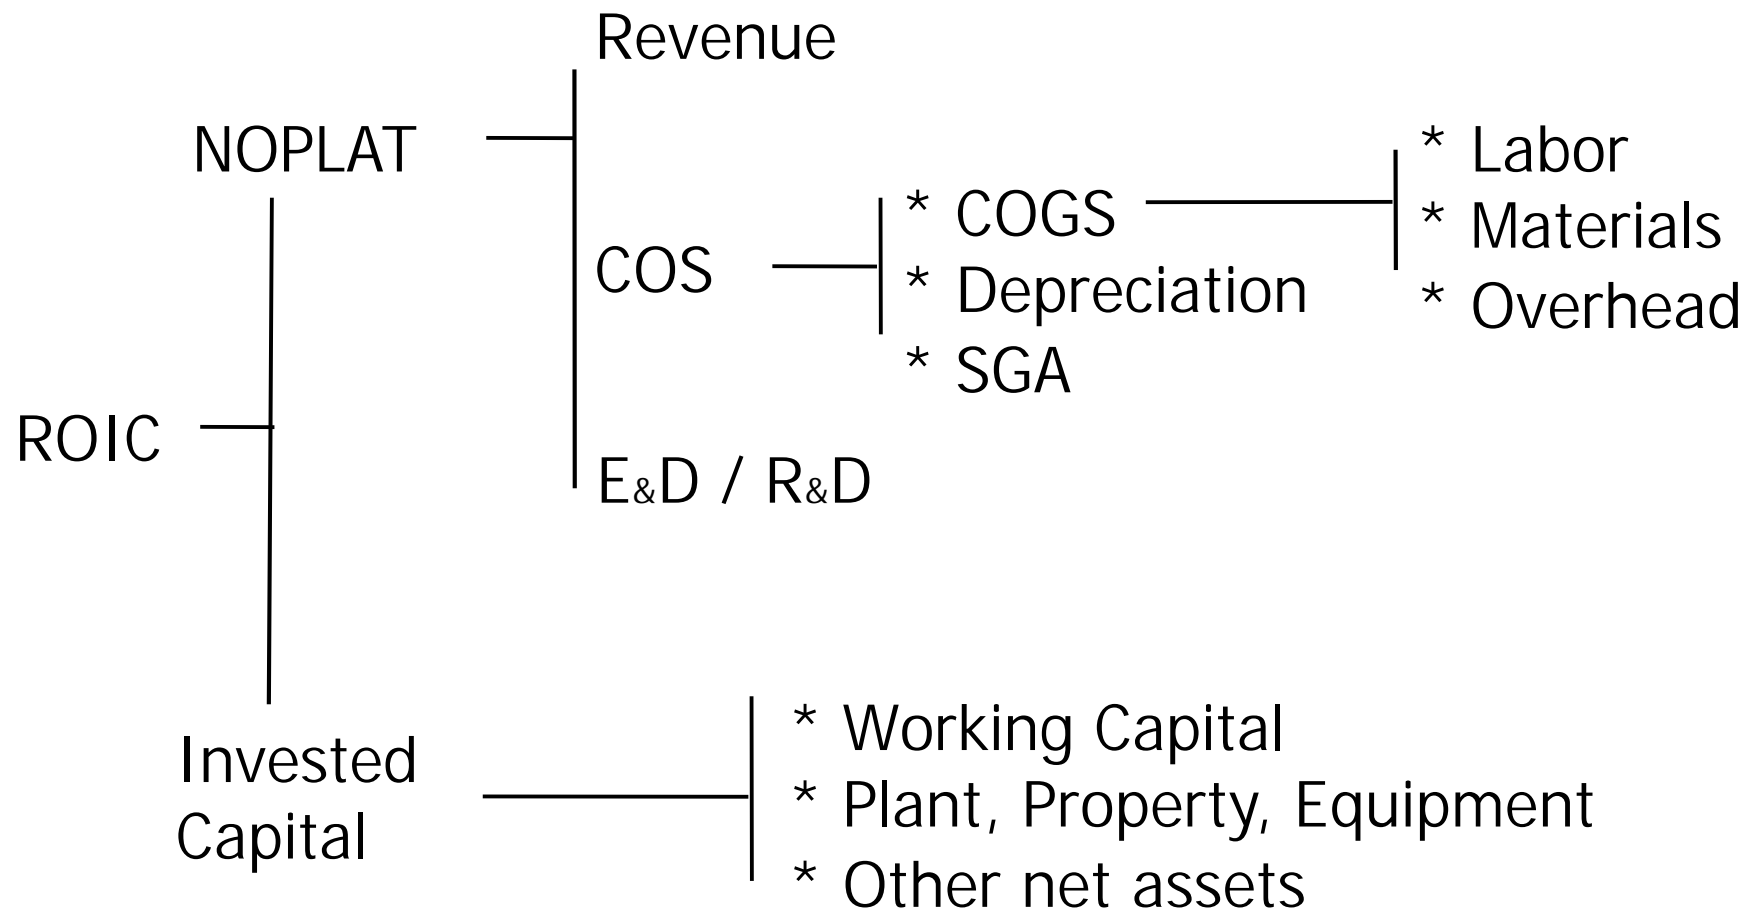 Revenue
NOPLAT
* Labor
* COGS
* Materials
COS
* Depreciation
* Overhead
* SGA
ROIC
E&D / R&D
Invested
Capital
* Working Capital
* Plant, Property, Equipment
* Other net assets